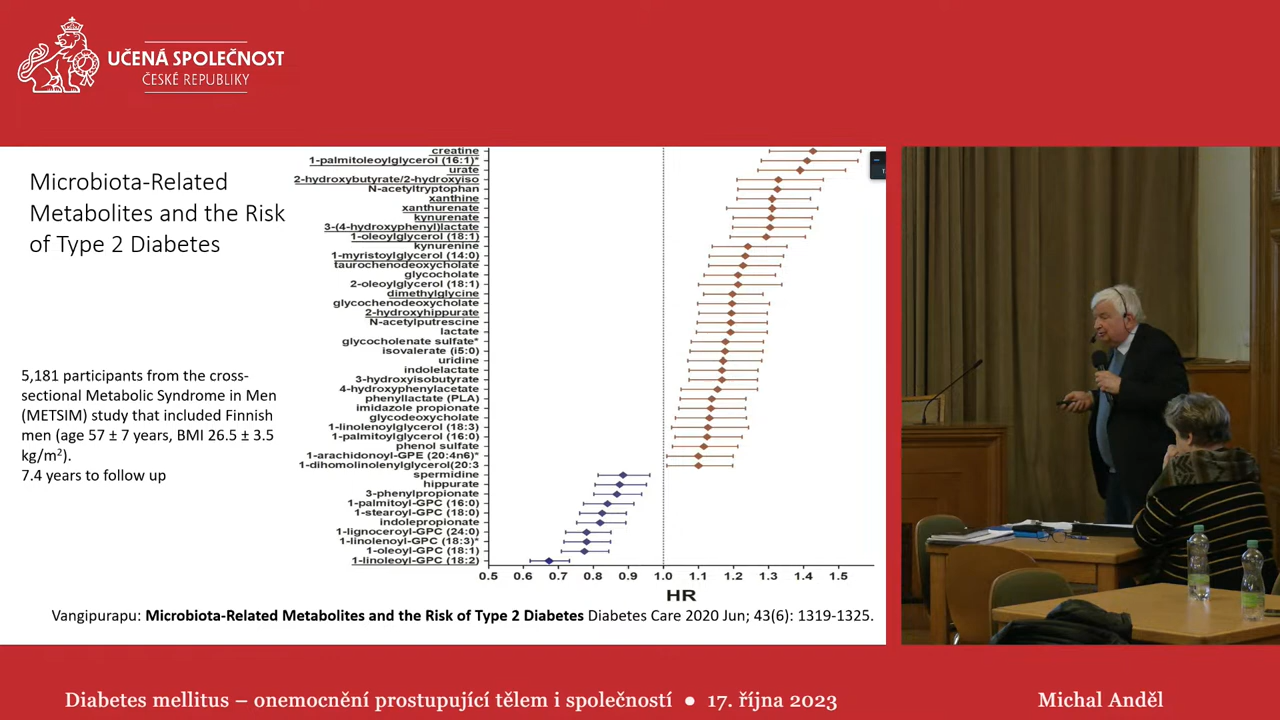 UČENÁ SPOLEČNOST
ČESKÉ REPUBLIKY
Microbiota-Related
Metabolites and the Risk
of Type 2 Diabetes
5,181 participants from the cross-
sectional Metabolic Syndrome in Men
(METSIM) study that included Finnish
men (age 57 ± 7 years, BMI 26.5 ± 3.5
kg/m²).
7.4 years to follow up
creatine
1-palmitoleoylglycerol (16:1)*
urate
2-hydroxybutyrate/2-hydroxyiso
N-acetyltryptophan
xanthine
xanthurenate
kynurenate
3-(4-hydroxyphenyl)lactate
1-oleoylglycerol (18:1)
kynurenine
1-myristoylglycerol (14:0)
taurochenodeoxycholate
glycocholate
2-oleoylglycerol (18:1)
dimethylglycine
glycochenodeoxycholate
2-hydroxyhippurate
N-acetylputrescine
lactate
glycocholenate sulfate*
isovalerate (i5:0)
uridine
indolelactate
3-hydroxyisobutyrate
4-hydroxyphenylacetate
phenyllactate (PLA)
imidazole propionate
glycodeoxycholate
1-linolenoylglycerol (18:3)
1-palmitoylglycerol (16:0)
phenol sulfate
1-arachidonoyl-GPE (20:4n6)*
1-dihomolinolenylglycerol(20:3
spermidine
hippurate
3-phenylpropionate
1-palmitoyl-GPC (16:0)
1-stearoyl-GPC (18:0)
indolepropionate
1-lignoceroyl-GPC (24:0)
1-linolenoyl-GPC (18:3)*
1-oleoyl-GPC (18:1)
1-linoleoyl-GPC (18:2)
0.5 0.6 0.7 0.8 0.9 1.0 1.1 1.2 1.3 1.4 1.5
HR
Vangipurapu: Microbiota-Related Metabolites and the Risk of Type 2 Diabetes Diabetes Care 2020 Jun; 43(6): 1319-1325.
Diabetes mellitus – onemocnění prostupující tělem i společností ● 17. října 2023
Michal Anděl